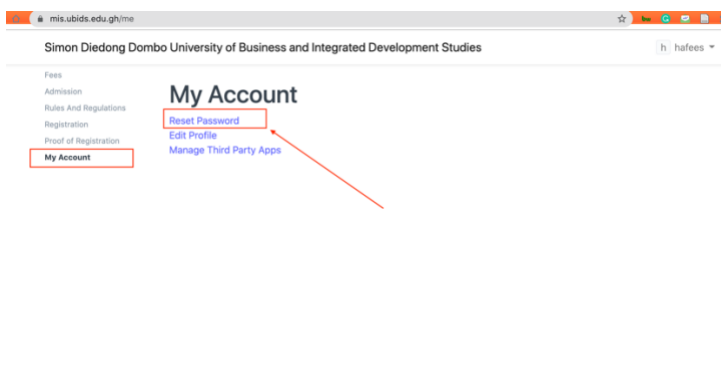 mis.ubids.edu.gh/me
Simon Diedong Dombo University of Business and Integrated Development Studies
h hafees
Fees
Admission
Rules And Regulations
Registration
Proof of Registration
My Account
My Account
Reset Password
Edit Profile
Manage Third Party Apps